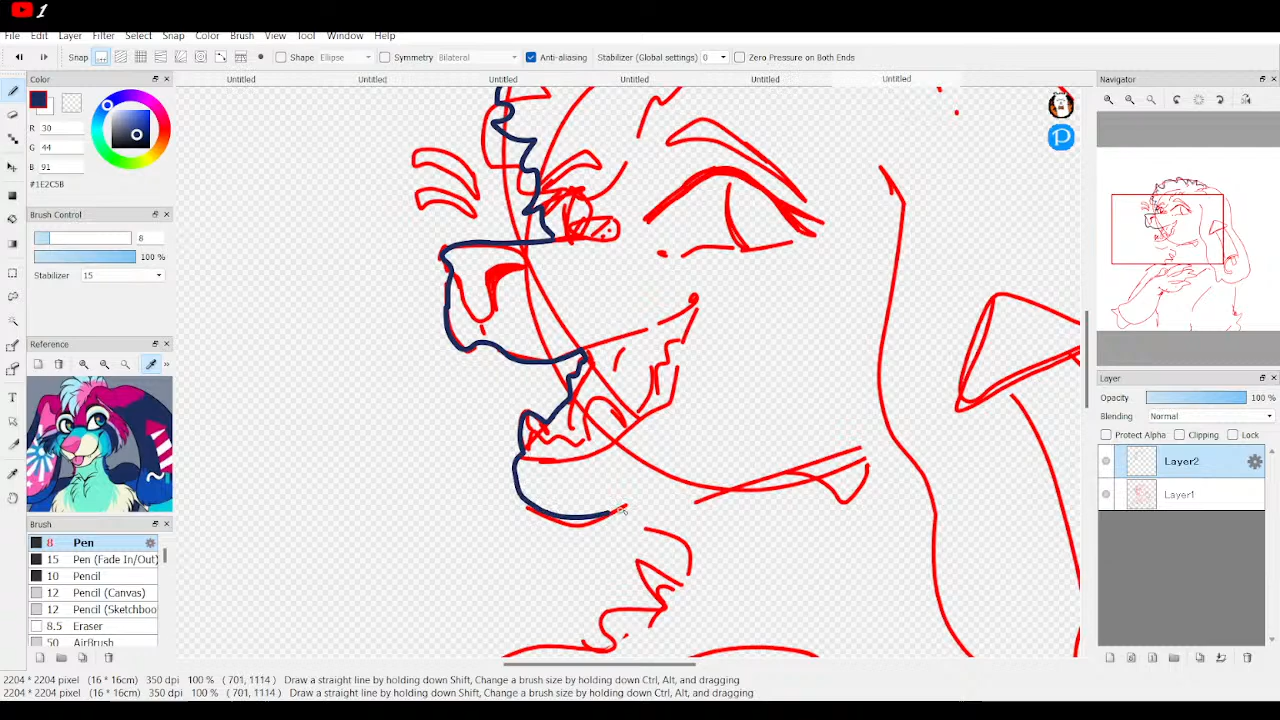 1
File Edit Layer Filter Select Snap Color Brush View Tool Window Help
Snap Shape Ellipse Symmetry Bilateral Anti-aliasing Stabilizer (Global settings) 0 Zero Pressure on Both Ends
Color
Untitled Untitled Untitled Untitled Untitled Untitled
Navigator
R 30
G 44
B 91
#1E2C5B
Brush Control
8
100 %
Stabilizer 15
Reference
Layer
Opacity 100 %
Blending Normal
Protect Alpha Clipping Lock
Layer2
Layer1
Brush
8 Pen
15 Pen (Fade In/Out)
10 Pencil
12 Pencil (Canvas)
12 Pencil (Sketchboo
8.5 Eraser
50 AirBrush
2204 * 2204 pixel (16 * 16cm) 350 dpi 100 % ( 701, 1114 ) Draw a straight line by holding down Shift, Change a brush size by holding down Ctrl, Alt, and dragging
2204 * 2204 pixel (16 * 16cm) 350 dpi 100 % ( 701, 1114 ) Draw a straight line by holding down Shift, Change a brush size by holding down Ctrl, Alt, and dragging